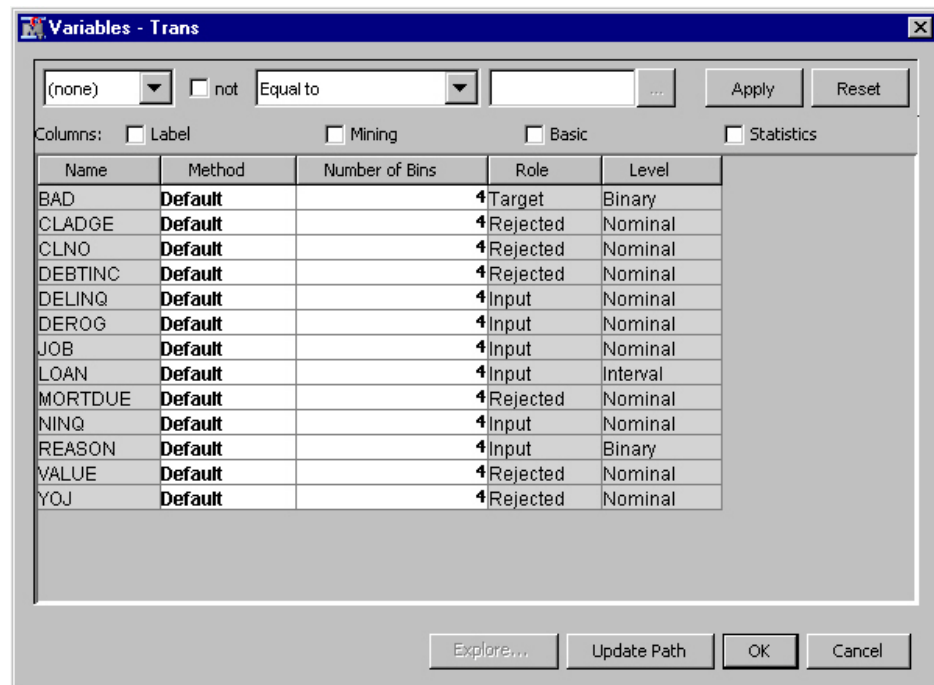 Variables - Trans
(none) not Equal to ... Apply Reset
Columns: Label Mining Basic Statistics
Name Method Number of Bins Role Level
BAD Default 4 Target Binary
CLADGE Default 4 Rejected Nominal
CLNO Default 4 Rejected Nominal
DEBTINC Default 4 Rejected Nominal
DELINQ Default 4 Input Nominal
DEROG Default 4 Input Nominal
JOB Default 4 Input Nominal
LOAN Default 4 Input Interval
MORTDUE Default 4 Rejected Nominal
NINQ Default 4 Input Nominal
REASON Default 4 Input Binary
VALUE Default 4 Rejected Nominal
YOJ Default 4 Rejected Nominal
Explore... Update Path OK Cancel